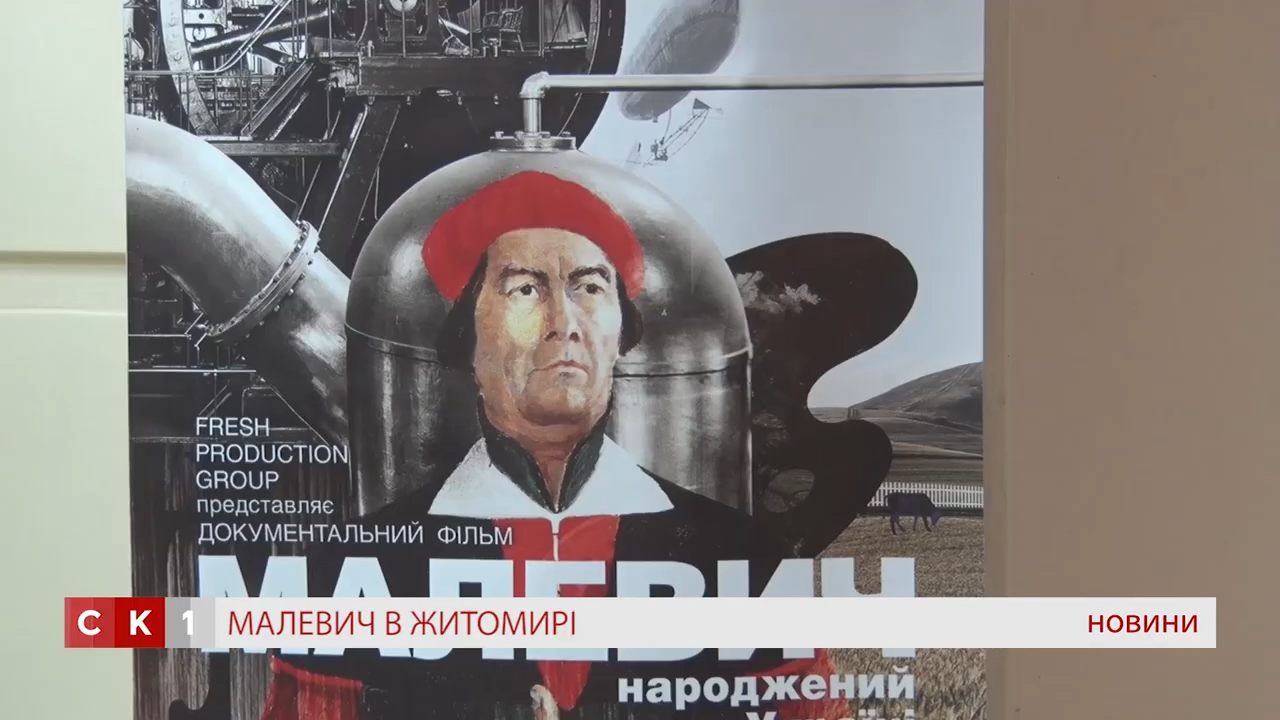 FRESH
PRODUCTION
GROUP
представляє
ДОКУМЕНТАЛЬНИЙ ФІЛЬМ
МАЛЕВИЧ
СК1
МАЛЕВИЧ В ЖИТОМИРІ
НОВИНИ
народжений